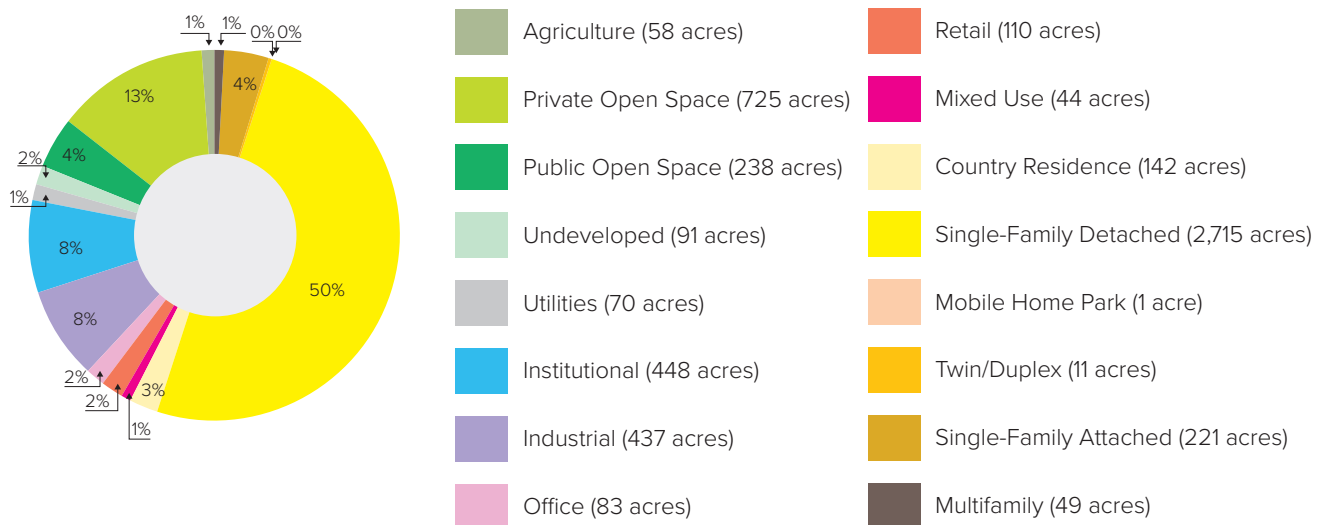 1%
1%
0%
0%
4%
13%
4%
2%
1%
8%
8%
2%
2%
1%
3%
50%
Agriculture (58 acres)
Private Open Space (725 acres)
Public Open Space (238 acres)
Undeveloped (91 acres)
Utilities (70 acres)
Institutional (448 acres)
Industrial (437 acres)
Office (83 acres)
Retail (110 acres)
Mixed Use (44 acres)
Country Residence (142 acres)
Single-Family Detached (2,715 acres)
Mobile Home Park (1 acre)
Twin/Duplex (11 acres)
Single-Family Attached (221 acres)
Multifamily (49 acres)